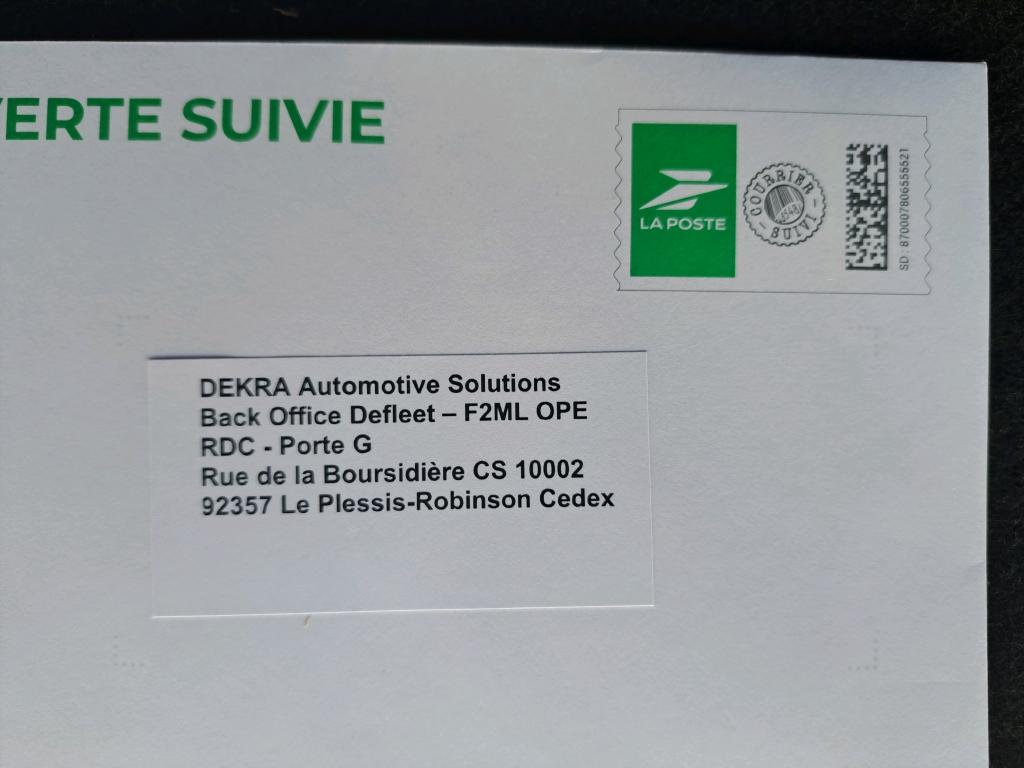 VERTE SUIVIE
LA POSTE
COURRIER
SUIVI
SD : 87000780655521
DEKRA Automotive Solutions
Back Office Defleet – F2ML OPE
RDC - Porte G
Rue de la Boursidière CS 10002
92357 Le Plessis-Robinson Cedex